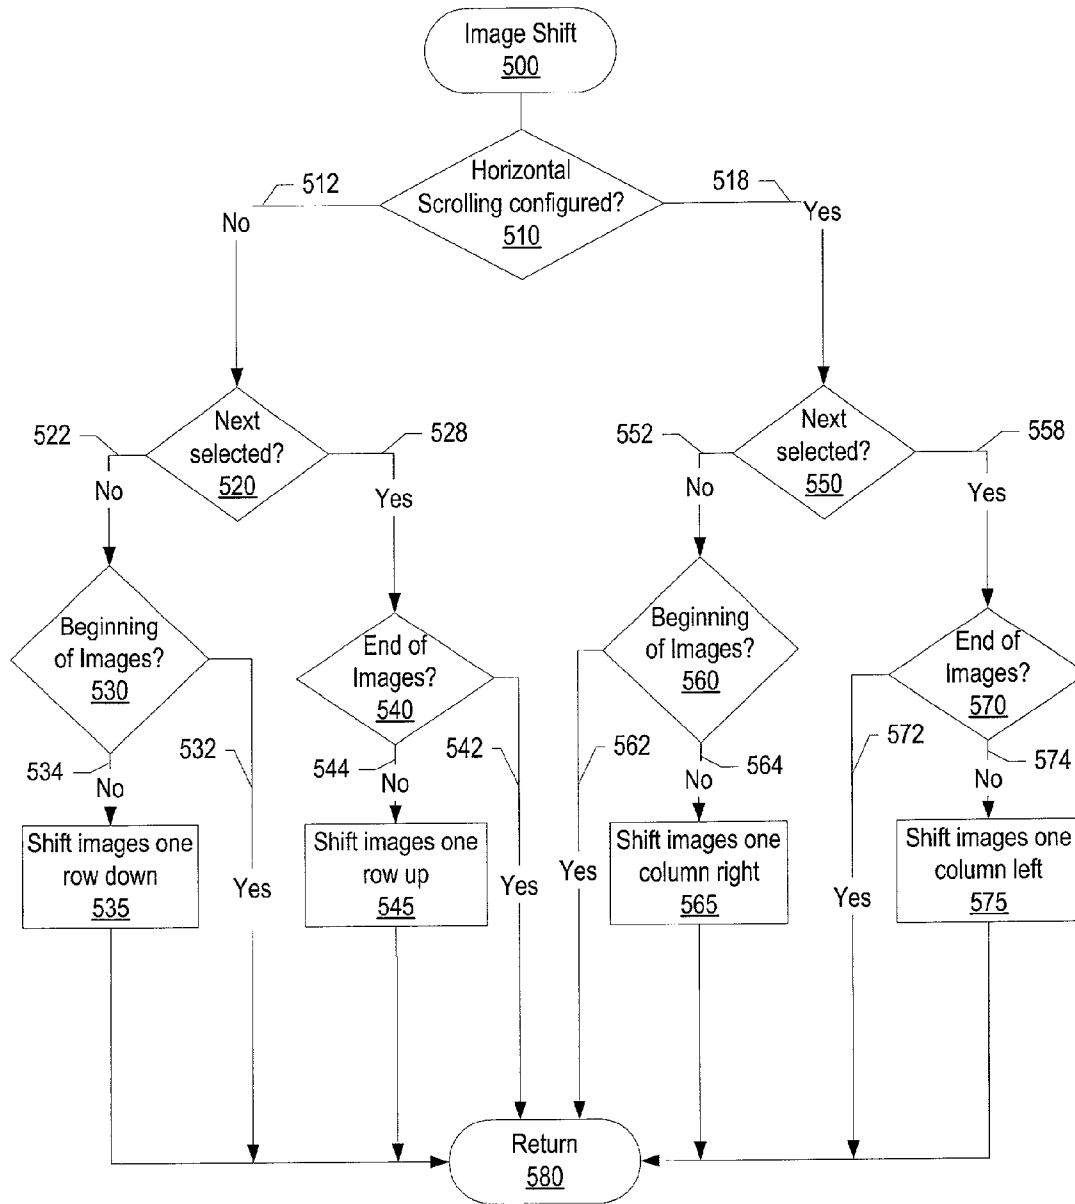 Image Shift
500
Horizontal
Scrolling configured?
510
512
518
No
Yes
Next
selected?
520
522
528
No
Yes
Next
selected?
550
552
558
No
Yes
Beginning
of Images?
530
End of
Images?
540
Beginning
of Images?
560
End of
Images?
570
534
No
532
544
No
542
562
564
No
572
574
No
Shift images one
row down
535
Yes
Shift images one
row up
545
Yes
Yes
Shift images one
column right
565
Yes
Shift images one
column left
575
Return
580